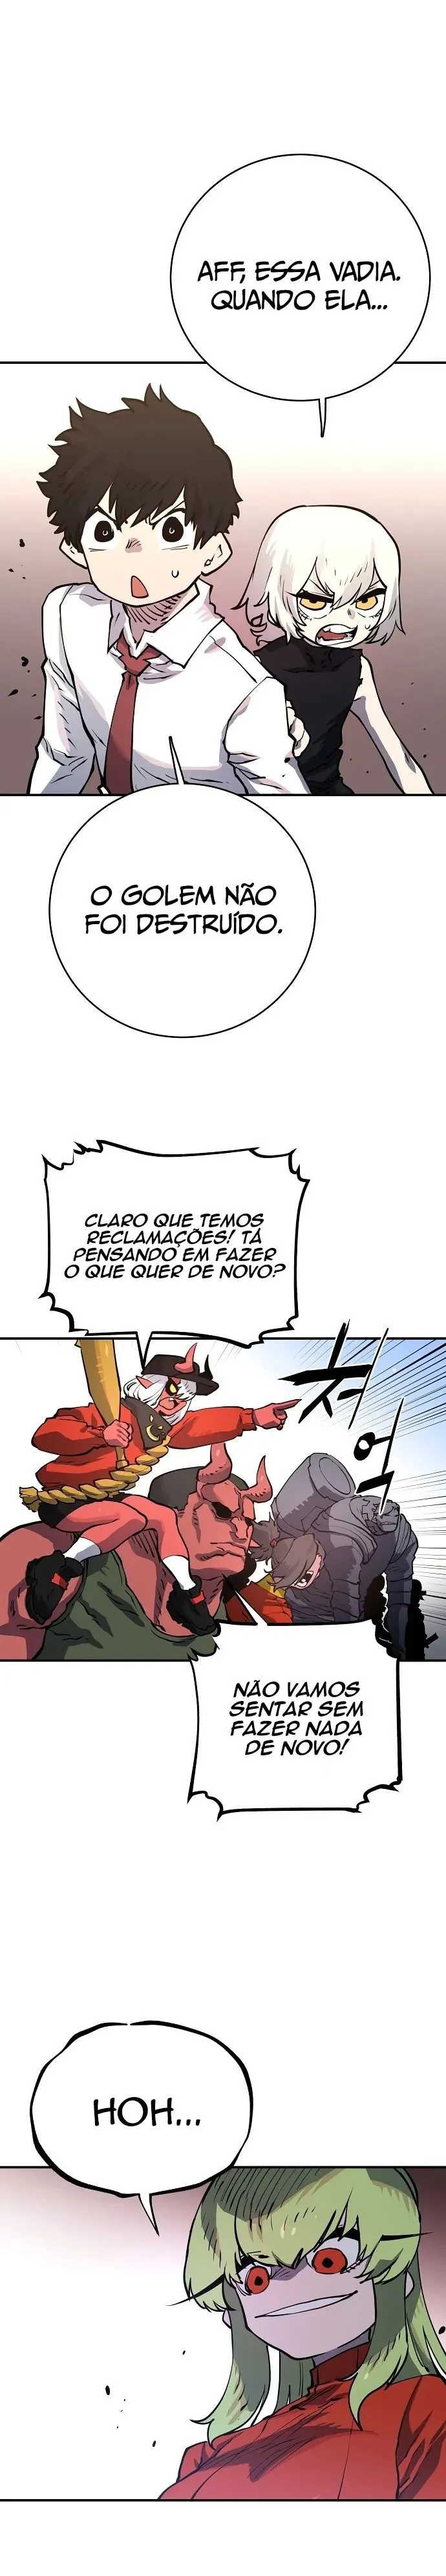 AFF, ESSA VADIA.
QUANDO ELA...
O GOLEM NÃO
FOI DESTRUÍDO.
CLARO QUE TEMOS
RECLAMAÇÕES! TÁ
PENSANDO EM FAZER
O QUE QUER DE NOVO?
NÃO VAMOS
SENTAR SEM
FAZER NADA
DE NOVO!
HOH...